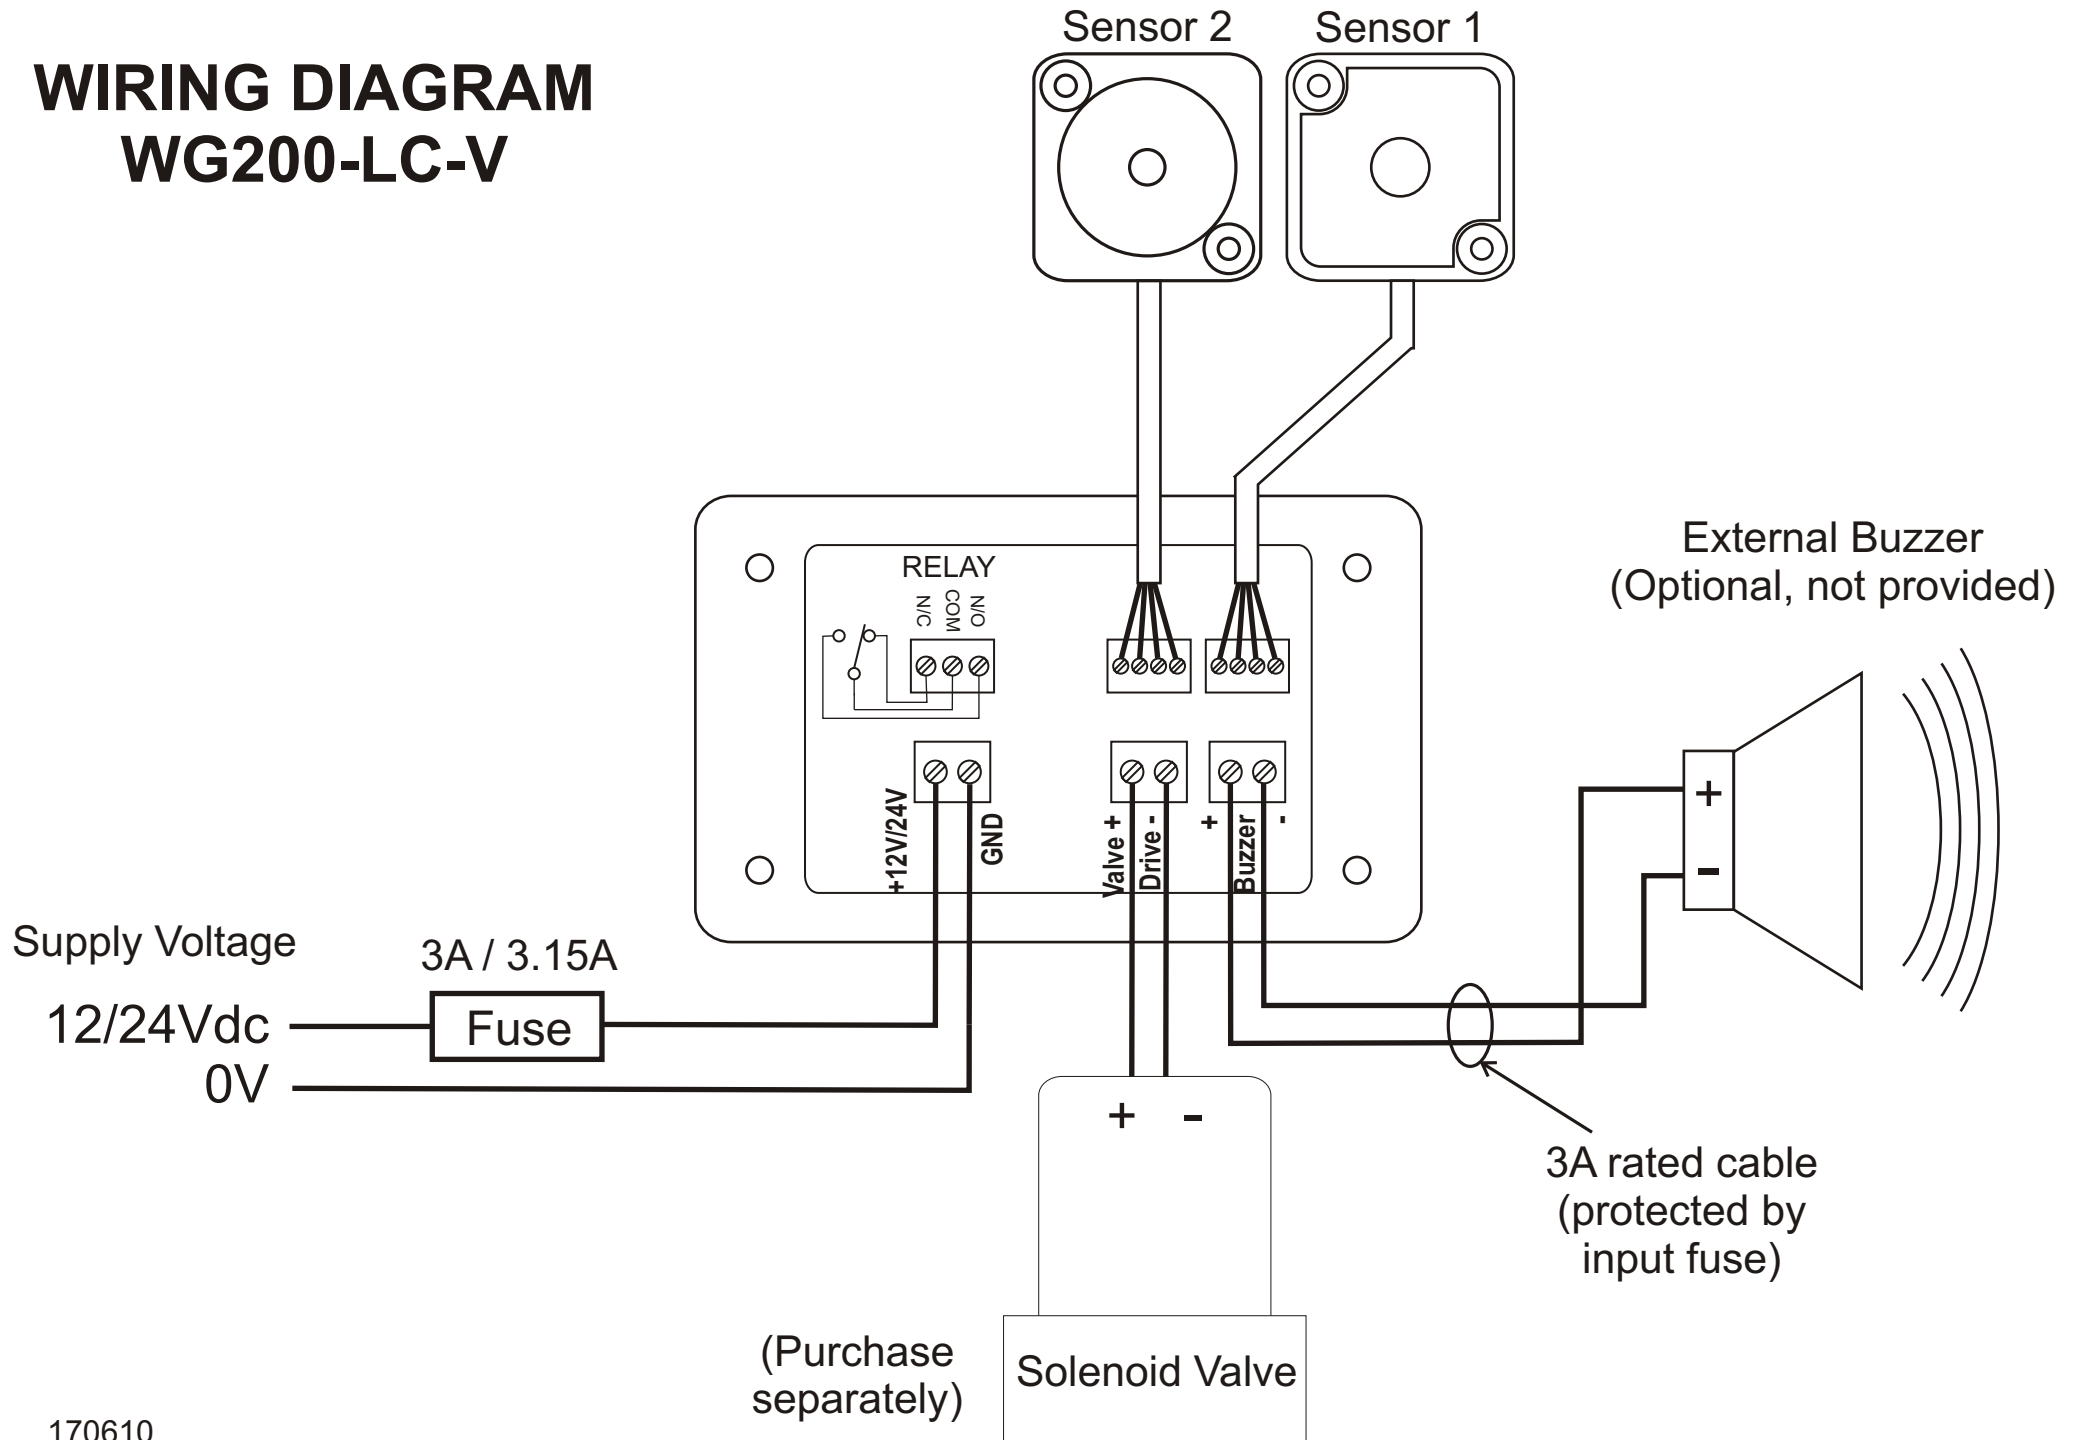 WIRING DIAGRAM
WG200-LC-V
Sensor 2
Sensor 1
RELAY
N/C
COM
N/O
External Buzzer
(Optional, not provided)
+12V/24V
GND
Valve +
Drive -
+
Buzzer
-
+
-
Supply Voltage
3A / 3.15A
12/24Vdc
Fuse
0V
+ -
3A rated cable
(protected by
input fuse)
(Purchase
separately)
Solenoid Valve
170610